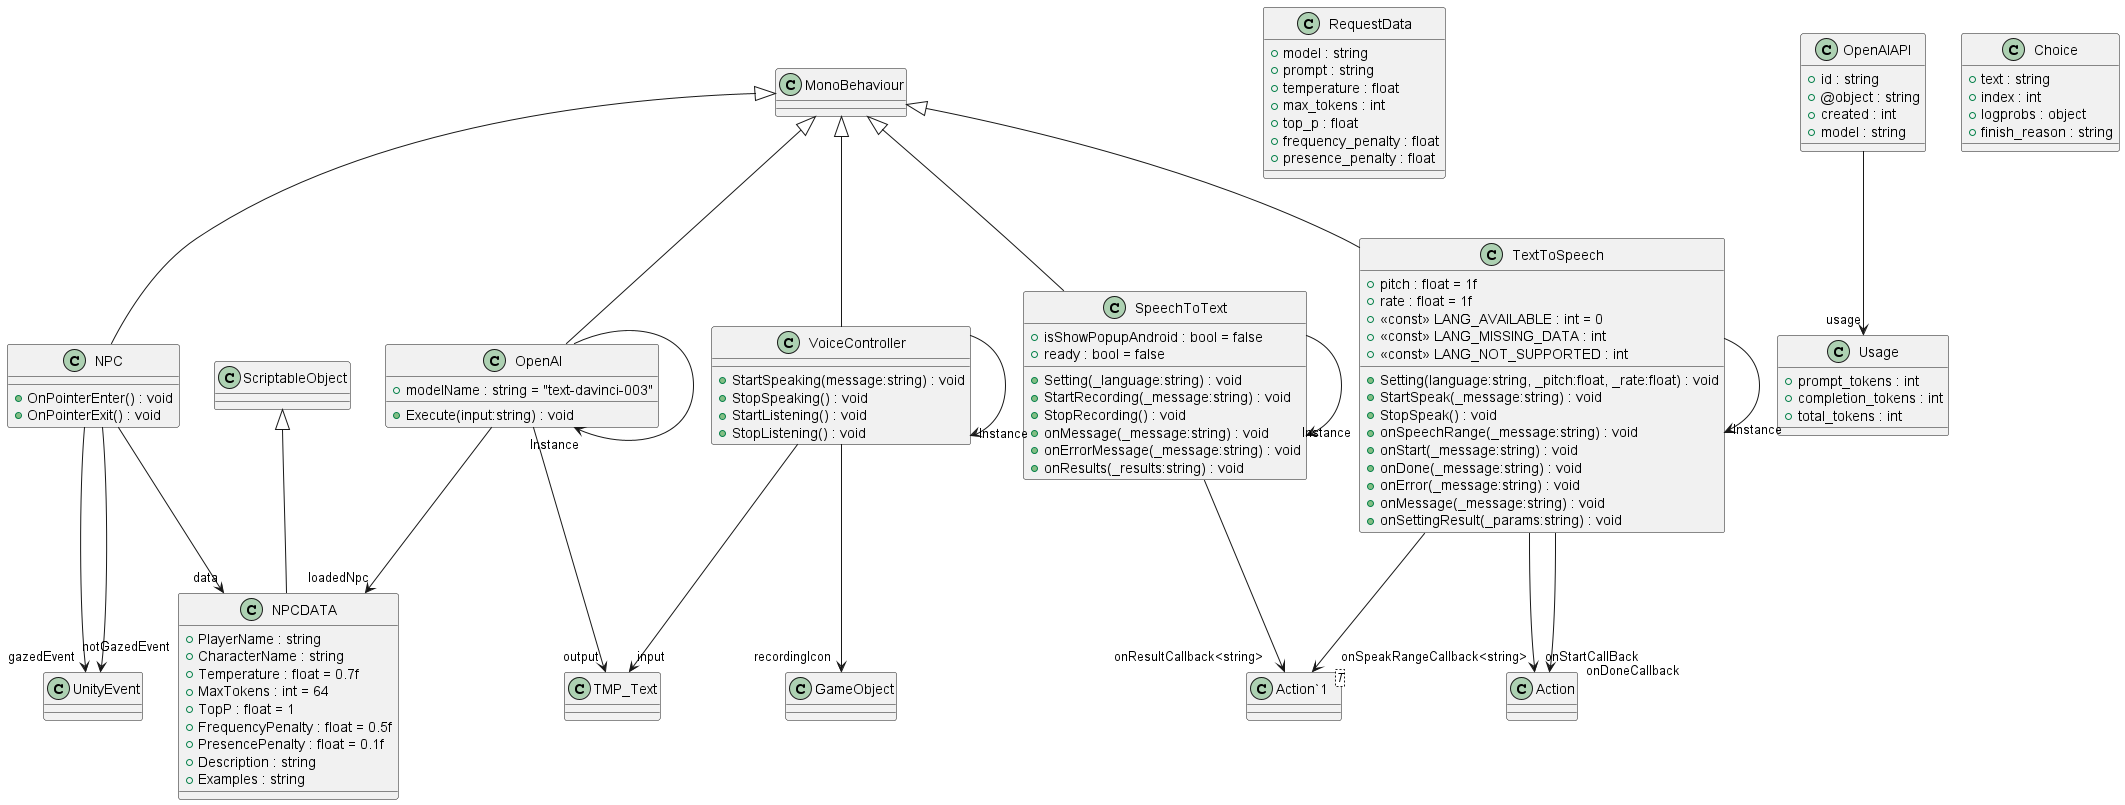 C RequestData
model : string
prompt : string
temperature : float
max_tokens : int
top_p : float
frequency_penalty : float
presence_penalty : float
C OpenAIAPI
id : string
@object : string
created : int
model : string
C Choice
text : string
index : int
logprobs : object
finish_reason : string
C MonoBehaviour
C TextToSpeech
pitch : float = 1f
rate : float = 1f
«const» LANG_AVAILABLE : int = 0
«const» LANG_MISSING_DATA : int
«const» LANG_NOT_SUPPORTED : int
Setting(language:string, _pitch:float, _rate:float) : void
StartSpeak(_message:string) : void
StopSpeak() : void
onSpeechRange(_message:string) : void
onStart(_message:string) : void
onDone(_message:string) : void
onError(_message:string) : void
onMessage(_message:string) : void
onSettingResult(_params:string) : void
Instance
C SpeechToText
isShowPopupAndroid : bool = false
ready : bool = false
Setting(_language:string) : void
StartRecording(_message:string) : void
StopRecording() : void
onMessage(_message:string) : void
onErrorMessage(_message:string) : void
onResults(_results:string) : void
Instance
C VoiceController
StartSpeaking(message:string) : void
StopSpeaking() : void
StartListening() : void
StopListening() : void
Instance
C NPC
OnPointerEnter() : void
OnPointerExit() : void
C ScriptableObject
C OpenAI
modelName : string = "text-davinci-003"
Execute(input:string) : void
Instance
usage
C Usage
prompt_tokens : int
completion_tokens : int
total_tokens : int
data
loadedNpc
C NPCDATA
PlayerName : string
CharacterName : string
Temperature : float = 0.7f
MaxTokens : int = 64
TopP : float = 1
FrequencyPenalty : float = 0.5f
PresencePenalty : float = 0.1f
Description : string
Examples : string
gazedEvent
notGazedEvent
C UnityEvent
output
input
C TMP_Text
recordingIcon
C GameObject
onResultCallback<string>
onSpeakRangeCallback<string>
C Action`1
T
onStartCallBack
onDoneCallback
C Action